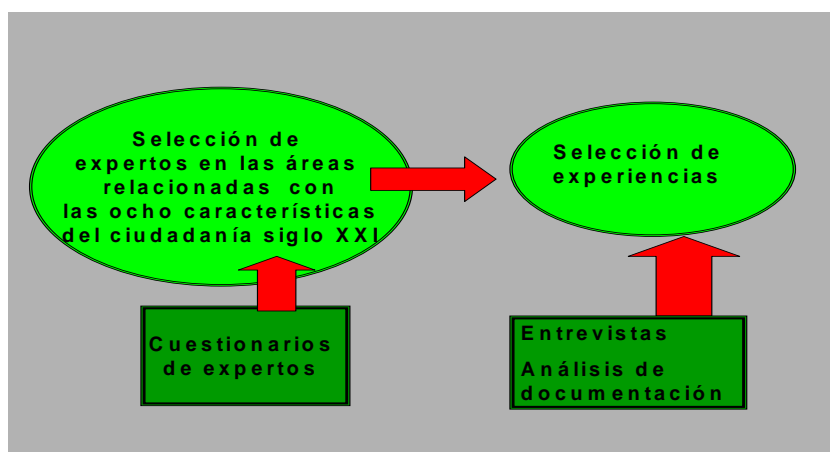 Selección de
expertos en las áreas
relacionadas con
las ocho características
del ciudadanía siglo XXI
Selección de
experiencias
Cuestionarios
de expertos
Entrevistas
Análisis de
documentación